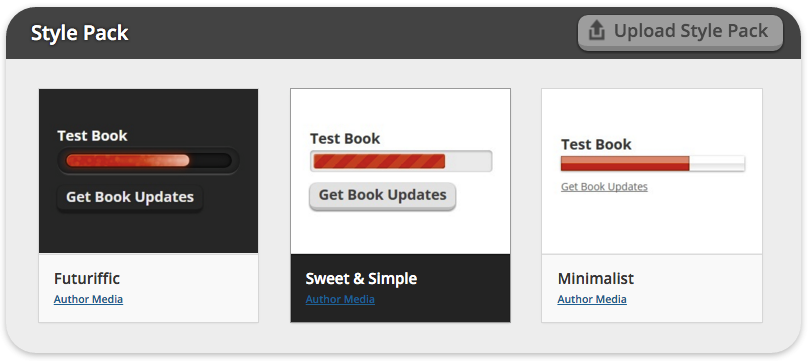 Style Pack
Upload Style Pack
Test Book
Get Book Updates
Futuriffic
Author Media
Test Book
Get Book Updates
Sweet & Simple
Author Media
Test Book
Get Book Updates
Minimalist
Author Media